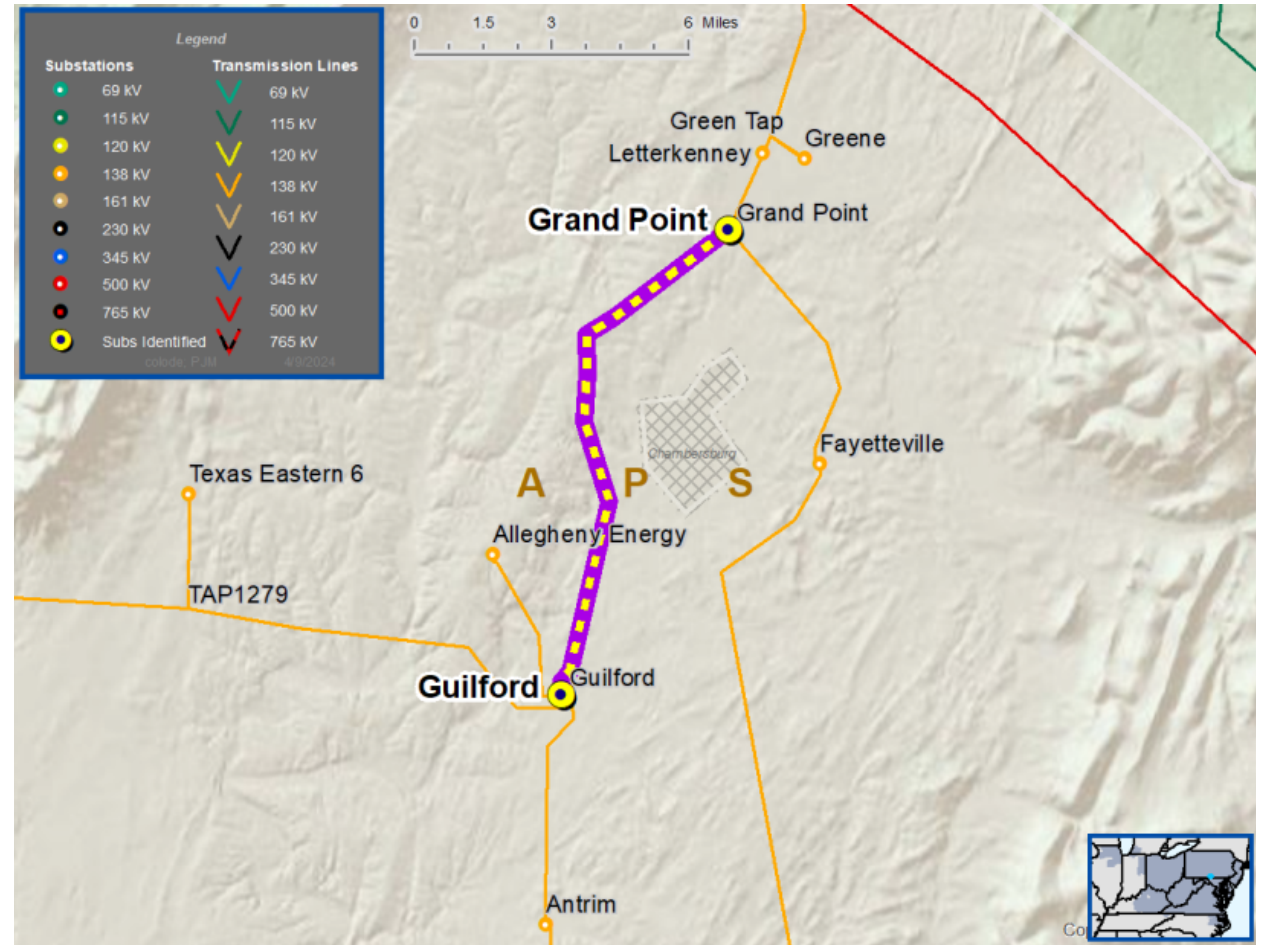 Legend
Substations Transmission Lines
69 kV 69 kV
115 kV 115 kV
120 kV 120 kV
138 kV 138 kV
161 kV 161 kV
230 kV 230 kV
345 kV 345 kV
500 kV 500 kV
765 kV 765 kV
Subs Identified
PJM 4/9/2024
0 1.5 3 6 Miles
Green Tap
Greene
Letterkenney
Grand Point
Grand Point
Fayetteville
Chambersburg
A P S
Texas Eastern 6
Allegheny Energy
TAP1279
Guilford
Guilford
Antrim